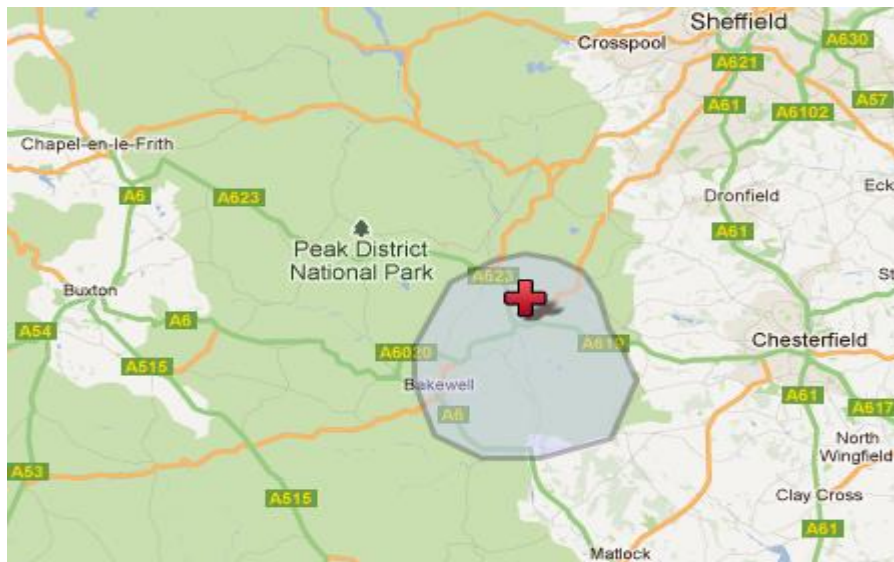 Sheffield
A630
Crosspool
A621
A57
A61
A6102
Chapel-en-le-Frith
A6
A623
Dronfield
Eck
A61
Peak District
National Park
A623
St
Buxton
A6
A54
Chesterfield
A619
A6020
A515
Bakewell
A61
A617
A6
North
Wingfield
A53
A515
Clay Cross
A61
Matlock